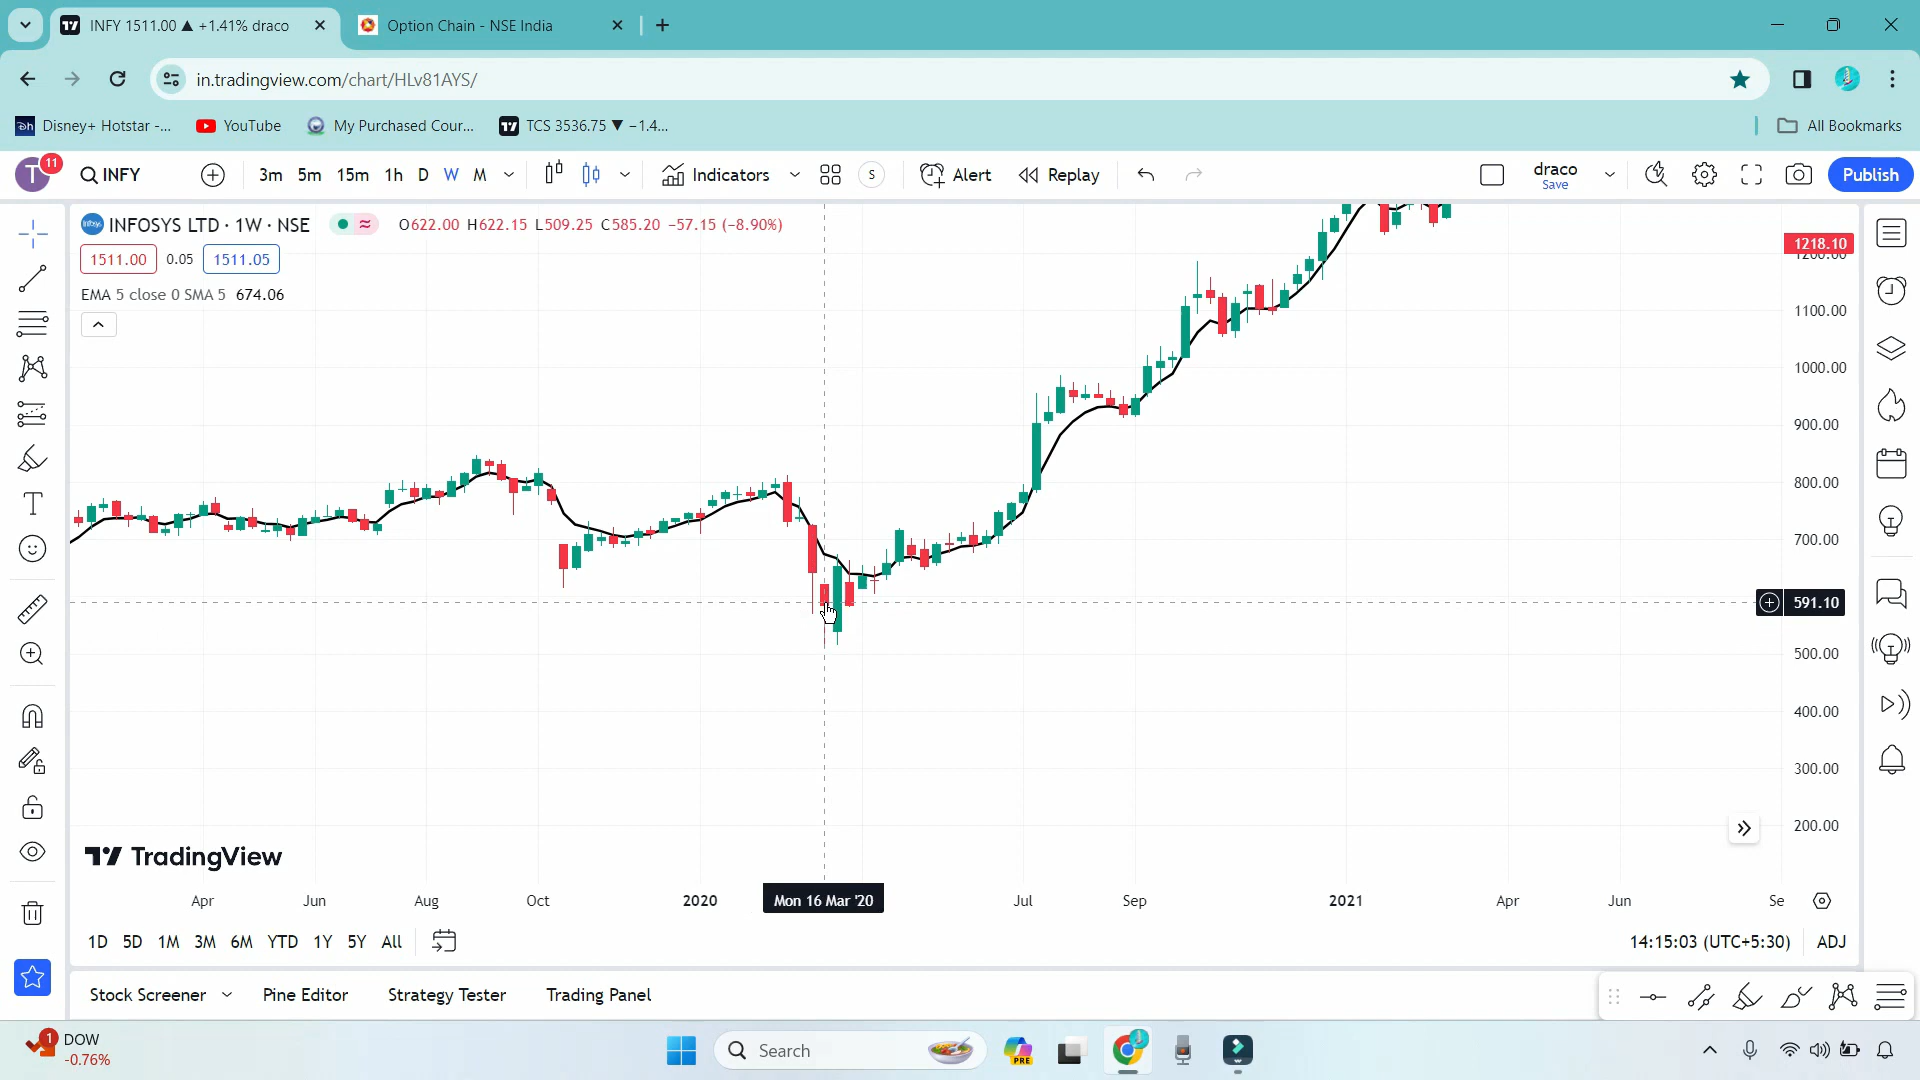 INFY 1511.00 ▲ +1.41% draco
Option Chain - NSE India
in.tradingview.com/chart/HLv81AYS/
Disney+ Hotstar -...
YouTube
My Purchased Cour...
TCS 3536.75 ▼ −1.4...
All Bookmarks
T
11
INFY
3m 5m 15m 1h D W M
Indicators
S
Alert
Replay
draco
Save
Publish
INFOSYS LTD · 1W · NSE
O622.00 H622.15 L509.25 C585.20 −57.15 (−8.90%)
1511.00 0.05 1511.05
EMA 5 close 0 SMA 5 674.06
1218.10
1200.00
1100.00
1000.00
900.00
800.00
700.00
591.10
500.00
400.00
300.00
200.00
TradingView
Apr Jun Aug Oct 2020 Mon 16 Mar '20 Jul Sep 2021 Apr Jun Se
1D 5D 1M 3M 6M YTD 1Y 5Y All
14:15:03 (UTC+5:30) ADJ
Stock Screener
Pine Editor
Strategy Tester
Trading Panel
1
DOW
-0.76%
Search
PRE